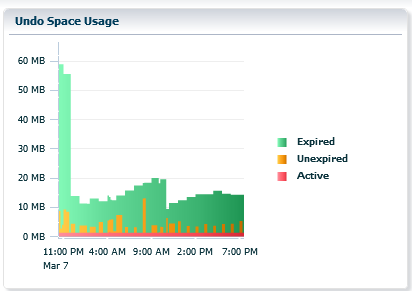 Undo Space Usage
60 MB
50 MB
40 MB
30 MB
20 MB
10 MB
0 MB
11:00 PM 4:00 AM 9:00 AM 2:00 PM 7:00 PM
Mar 7
Expired
Unexpired
Active